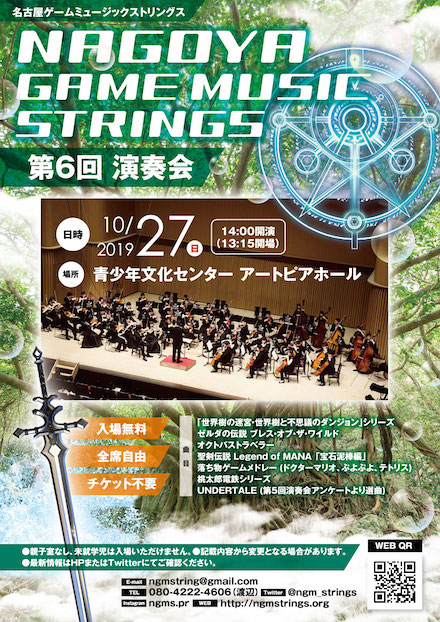 名古屋ゲームミュージックストリングス
NAGOYA
GAME MUSIC
STRINGS
第6回 演奏会
日時 10/27 日 2019
14:00開演
(13:15開場)
場所 青少年文化センター アートピアホール
入場無料
全席自由
チケット不要
曲目
「世界樹の迷宮・世界樹と不思議のダンジョン」シリーズ
ゼルダの伝説 ブレス・オブ・ザ・ワイルド
オクトパストラベラー
聖剣伝説 Legend of MANA 「宝石泥棒編」
落ち物ゲームメドレー (ドクターマリオ、ぷよぷよ、テトリス)
桃太郎電鉄シリーズ
UNDERTALE (第5回演奏会アンケートより選曲)
●親子室なし、未就学児は入場いただけません。●記載内容から変更となる場合があります。
●最新情報はHPまたはTwitterにてご確認ください。
WEB QR
E-mail ngmstring@gmail.com
TEL 080-4222-4606(渡辺) Twitter @ngm_strings
Instagram ngms.pr WEB http://ngmstrings.org